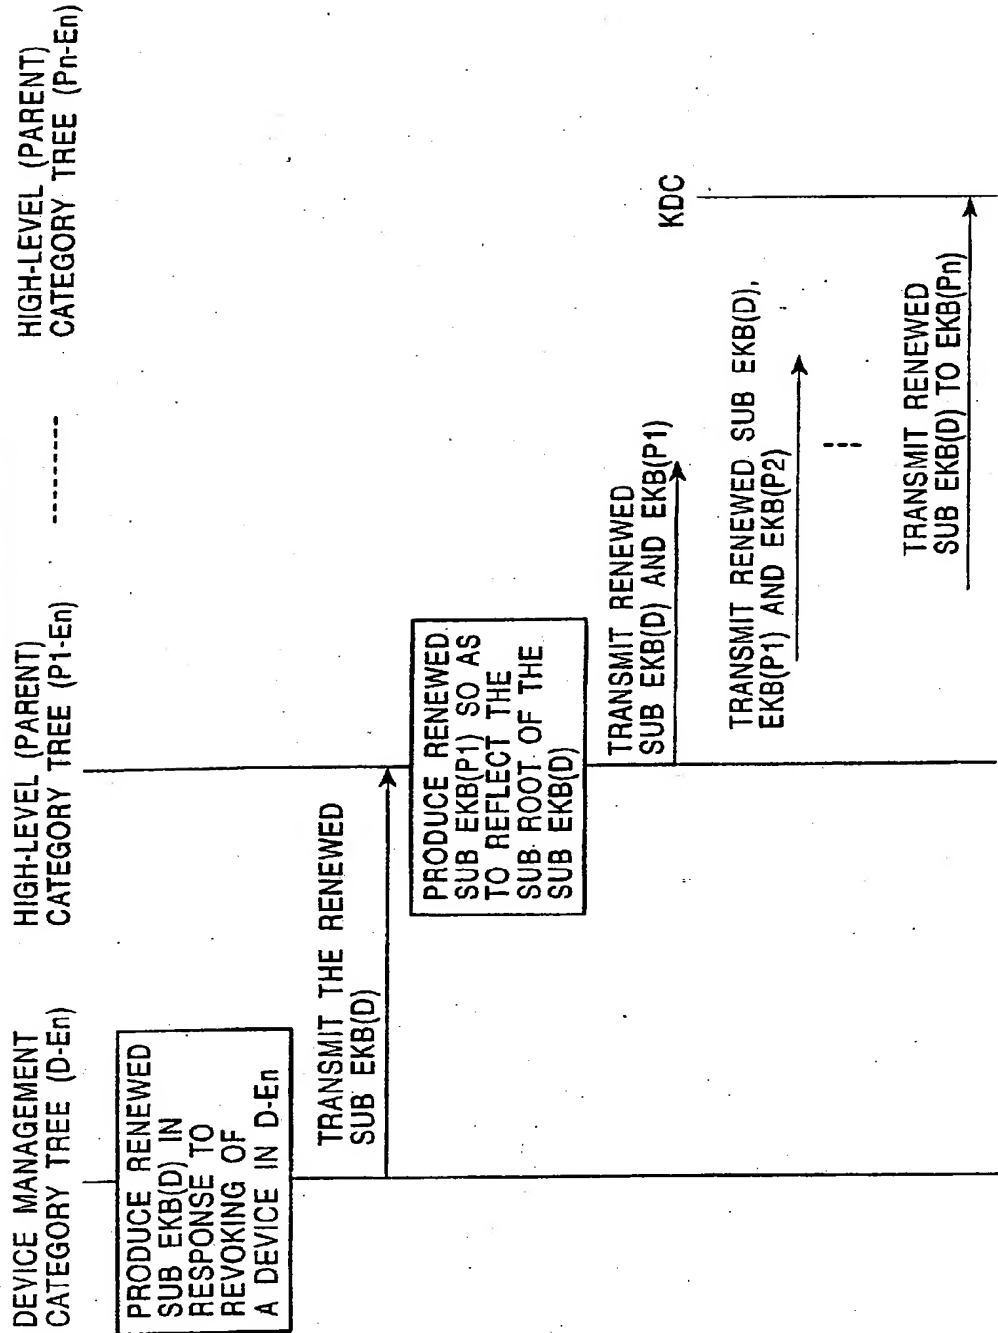 DEVICE MANAGEMENT
CATEGORY TREE (D-En)
HIGH-LEVEL (PARENT)
CATEGORY TREE (P1-En)
---------
HIGH-LEVEL (PARENT)
CATEGORY TREE (Pn-En)
PRODUCE RENEWED
SUB EKB(D) IN
RESPONSE TO
REVOKING OF
A DEVICE IN D-En
TRANSMIT THE RENEWED
SUB EKB(D)
PRODUCE RENEWED
SUB EKB(P1) SO AS
TO REFLECT THE
SUB ROOT OF THE
SUB EKB(D)
TRANSMIT RENEWED
SUB EKB(D) AND EKB(P1)
KDC
TRANSMIT RENEWED SUB EKB(D),
EKB(P1) AND EKB(P2)
---
TRANSMIT RENEWED
SUB EKB(D) TO EKB(Pn)